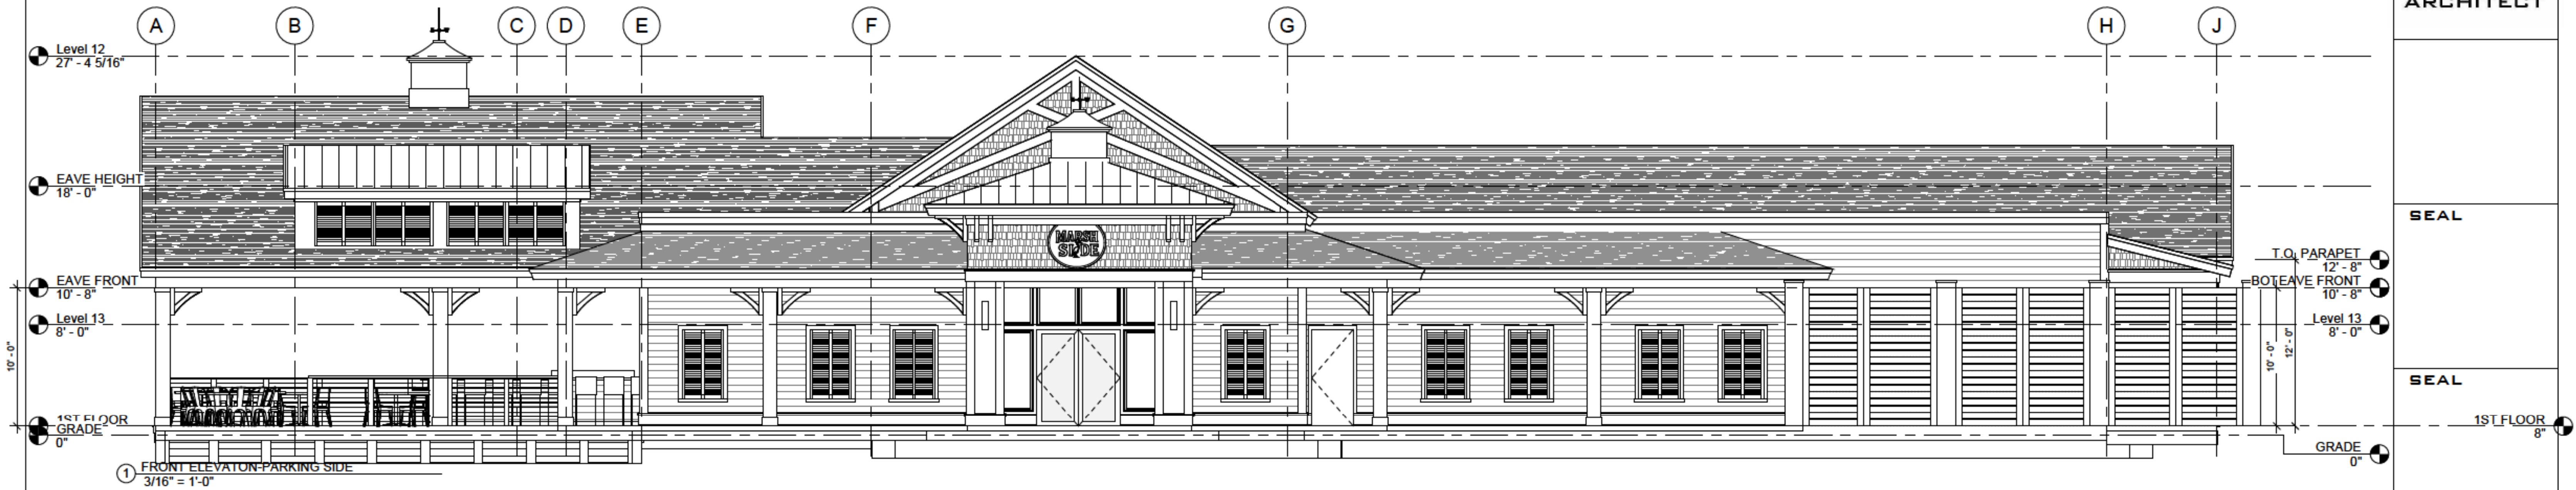 ARCHITECT
A
B
C
D
E
F
G
H
J
Level 12
27' - 4 5/16"
EAVE HEIGHT
18' - 0"
MARSH
SIDE
SEAL
EAVE FRONT
10' - 8"
Level 13
8' - 0"
10' - 0"
1ST FLOOR
GRADE
0"
1 FRONT ELEVATON-PARKING SIDE
3/16" = 1'-0"
T.O. PARAPET
12' - 8"
BOTEAVE FRONT
10' - 8"
Level 13
8' - 0"
10' - 0"
12' - 0"
SEAL
1ST FLOOR
8"
GRADE
0"